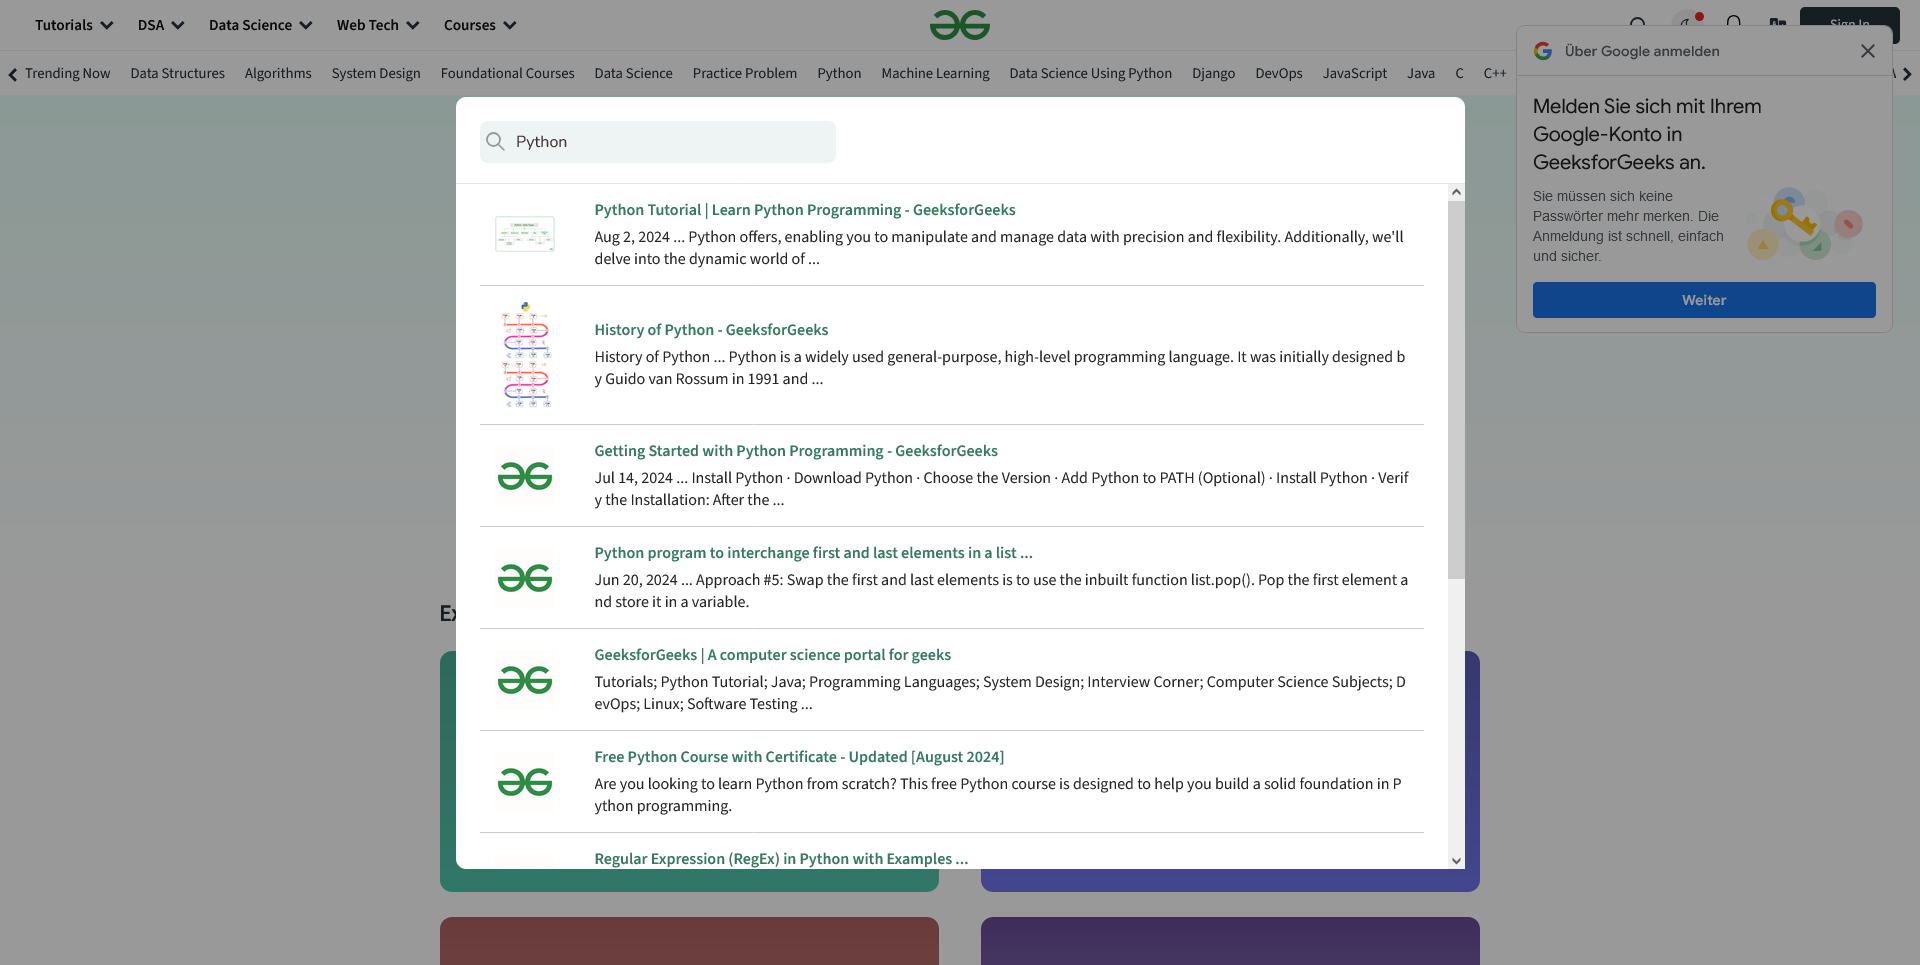 Tutorials DSA Data Science Web Tech Courses Sign In
Trending Now Data Structures Algorithms System Design Foundational Courses Data Science Practice Problem Python Machine Learning Data Science Using Python Django DevOps JavaScript Java C C++
Über Google anmelden
Melden Sie sich mit Ihrem
Google-Konto in
GeeksforGeeks an.
Sie müssen sich keine
Passwörter mehr merken. Die
Anmeldung ist schnell, einfach
und sicher.
Weiter
Python
Python Tutorial | Learn Python Programming - GeeksforGeeks
Aug 2, 2024 ... Python offers, enabling you to manipulate and manage data with precision and flexibility. Additionally, we'll
delve into the dynamic world of ...
History of Python - GeeksforGeeks
History of Python ... Python is a widely used general-purpose, high-level programming language. It was initially designed b
y Guido van Rossum in 1991 and ...
Getting Started with Python Programming - GeeksforGeeks
Jul 14, 2024 ... Install Python · Download Python · Choose the Version · Add Python to PATH (Optional) · Install Python · Verif
y the Installation: After the ...
Python program to interchange first and last elements in a list ...
Jun 20, 2024 ... Approach #5: Swap the first and last elements is to use the inbuilt function list.pop(). Pop the first element a
nd store it in a variable.
GeeksforGeeks | A computer science portal for geeks
Tutorials; Python Tutorial; Java; Programming Languages; System Design; Interview Corner; Computer Science Subjects; D
evOps; Linux; Software Testing ...
Free Python Course with Certificate - Updated [August 2024]
Are you looking to learn Python from scratch? This free Python course is designed to help you build a solid foundation in P
ython programming.
Regular Expression (RegEx) in Python with Examples ...